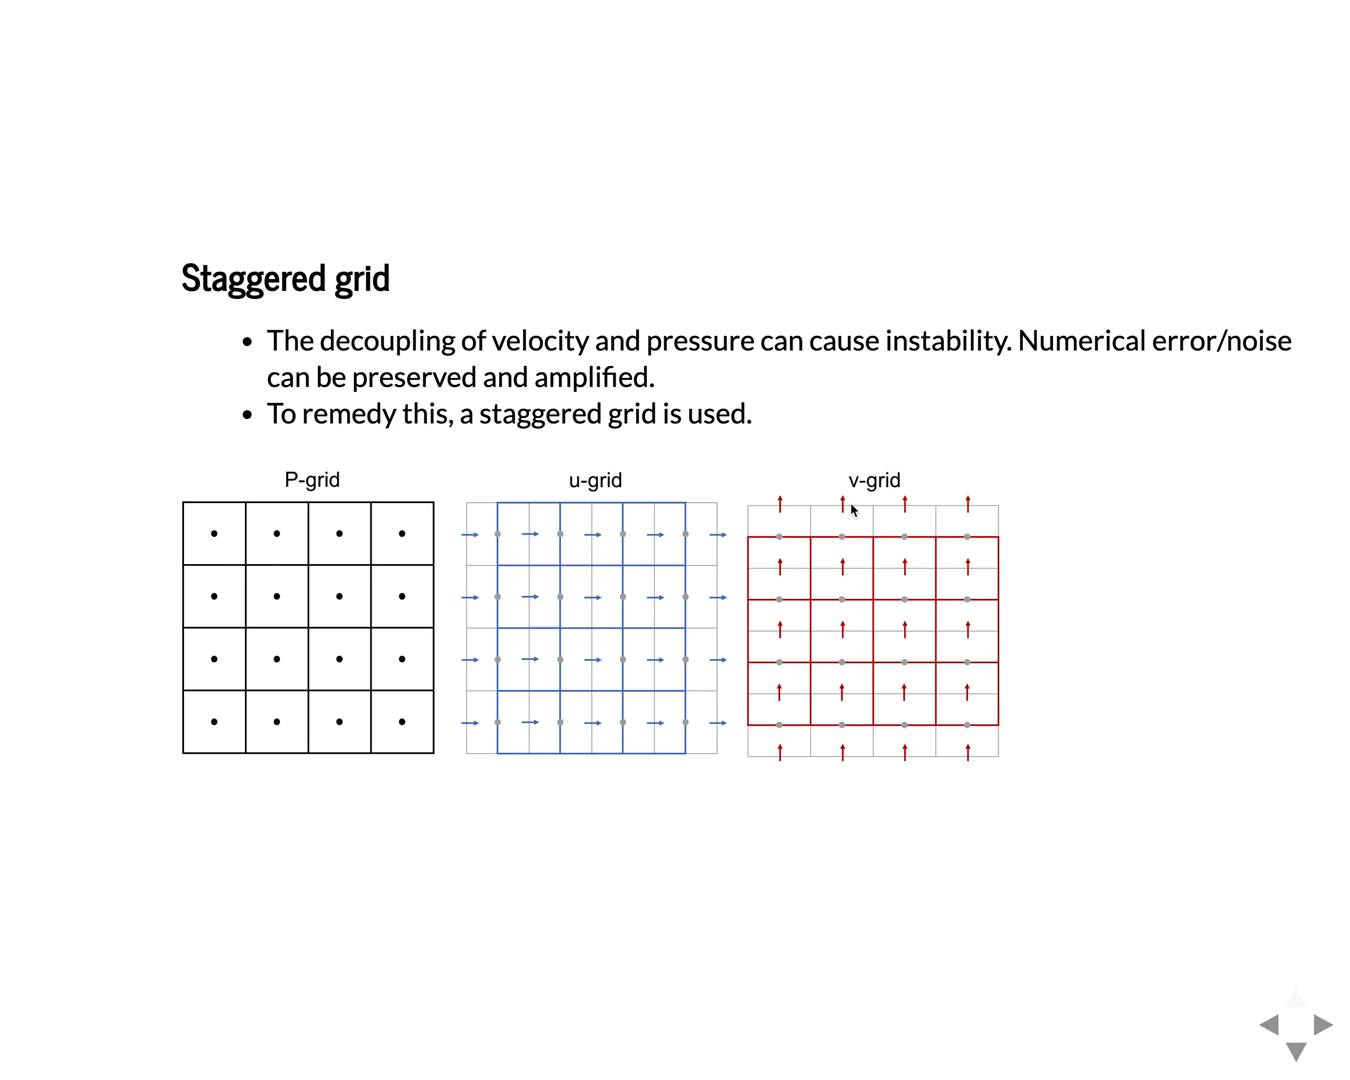 Staggered grid
• The decoupling of velocity and pressure can cause instability. Numerical error/noise
can be preserved and amplified.
• To remedy this, a staggered grid is used.
P-grid
u-grid
v-grid